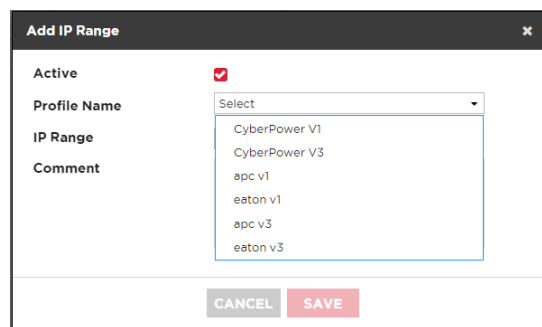 Add IP Range ×
Active
Profile Name Select
CyberPower V1
IP Range
CyberPower V3
Comment
apc v1
eaton v1
apc v3
eaton v3
CANCEL SAVE